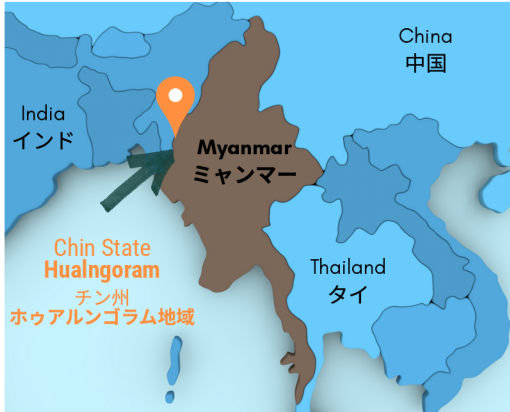 China
中国
India
インド
Myanmar
ミャンマー
Chin State
Hualngoram
チン州
ホゥアルンゴラム地域
Thailand
タイ